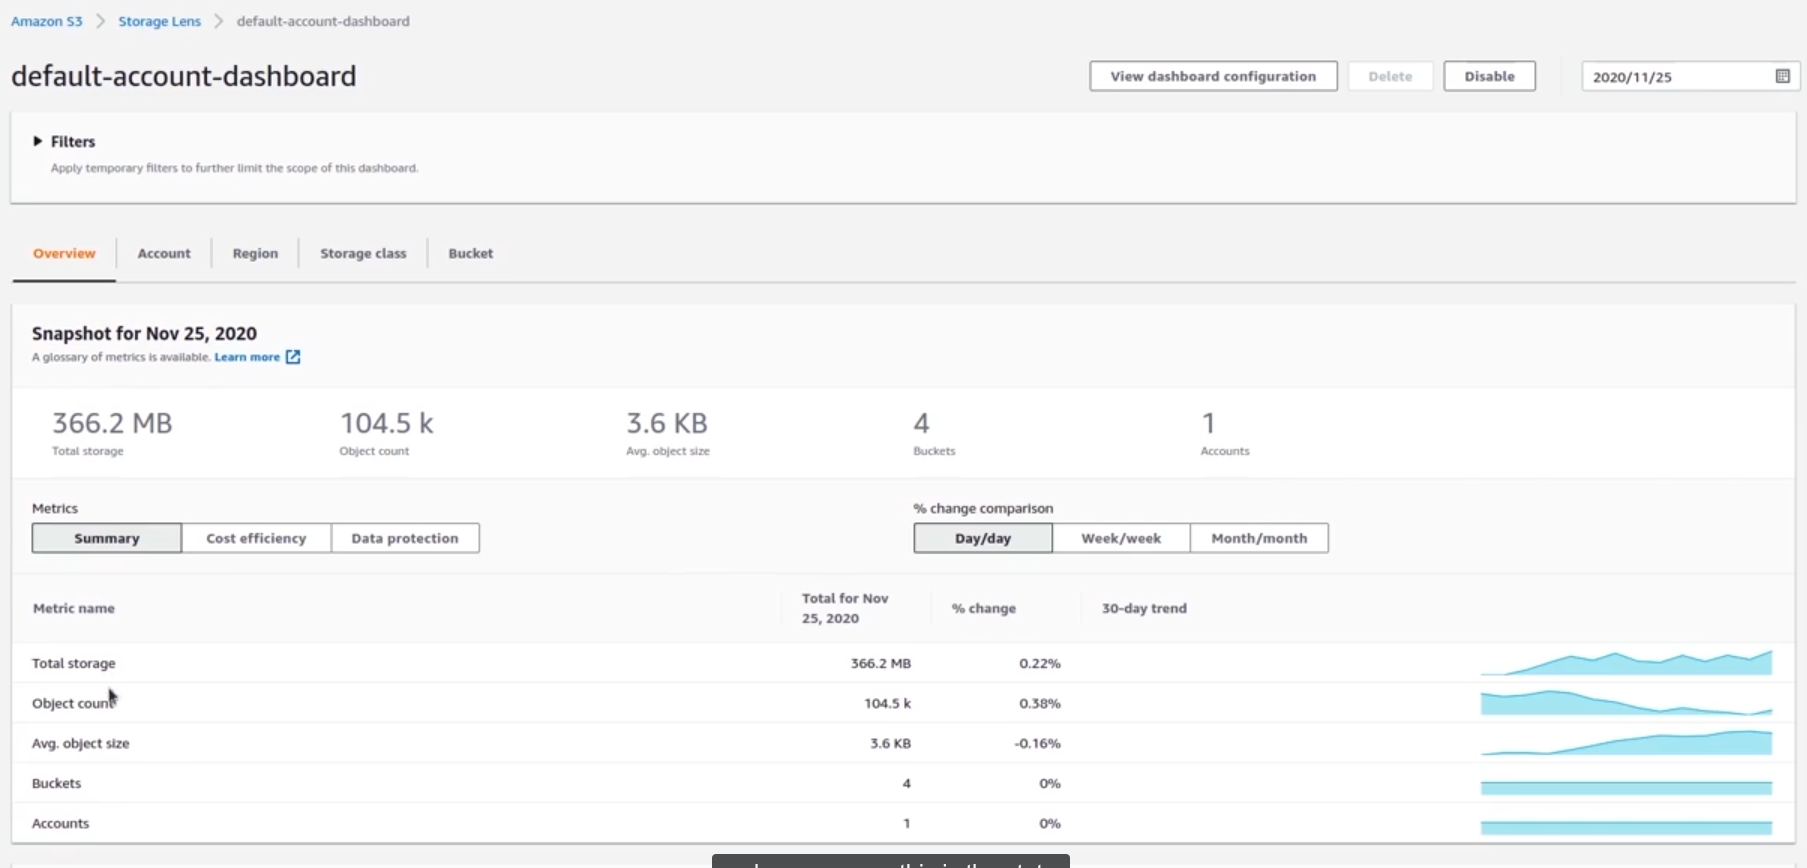 Amazon S3 > Storage Lens > default-account-dashboard
default-account-dashboard
View dashboard configuration Delete Disable 2020/11/25
Filters
Apply temporary filters to further limit the scope of this dashboard.
Overview Account Region Storage class Bucket
Snapshot for Nov 25, 2020
A glossary of metrics is available. Learn more
366.2 MB 104.5 k 3.6 KB 4 1
Total storage Object count Avg. object size Buckets Accounts
Metrics % change comparison
Summary Cost efficiency Data protection Day/day Week/week Month/month
Metric name Total for Nov 25, 2020 % change 30-day trend
Total storage 366.2 MB 0.22%
Object count 104.5 k 0.38%
Avg. object size 3.6 KB -0.16%
Buckets 4 0%
Accounts 1 0%